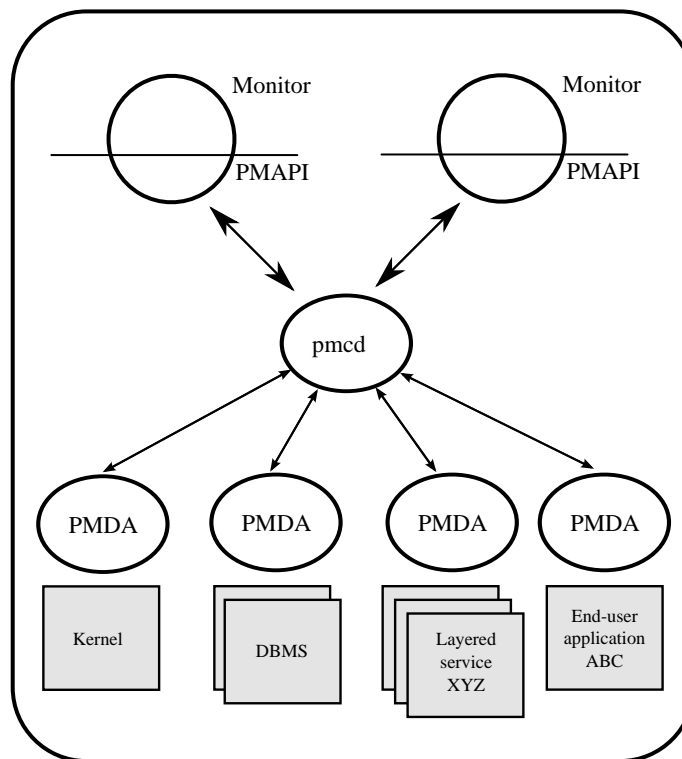 Monitor
Monitor
PMAPI
PMAPI
pmcd
PMDA
PMDA
PMDA
PMDA
Kernel
DBMS
Layered
service
XYZ
End-user
application
ABC